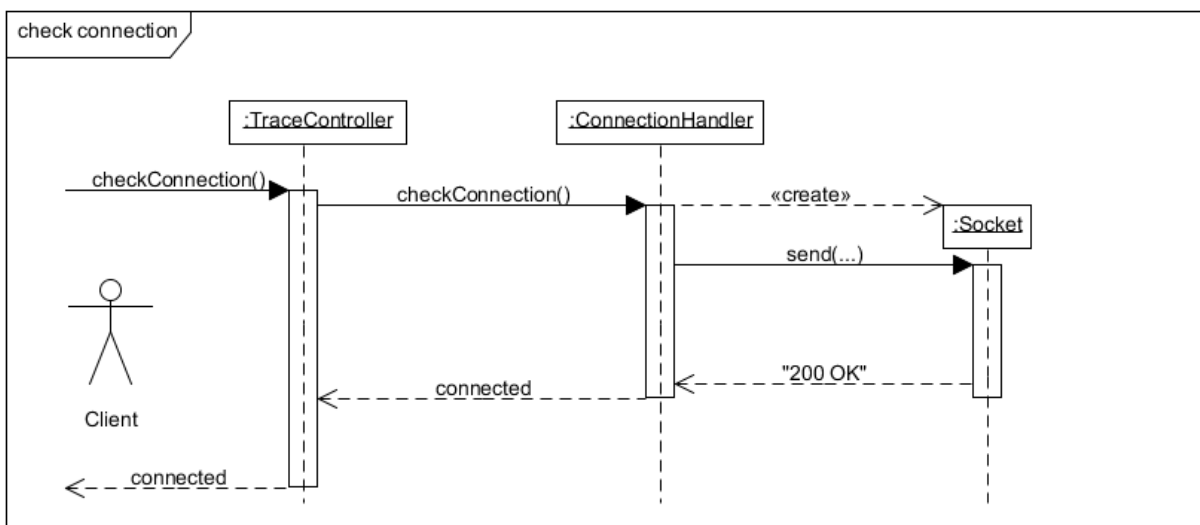 check connection
:TraceController
:ConnectionHandler
checkConnection()
checkConnection()
«create»
:Socket
send(...)
"200 OK"
connected
Client
connected